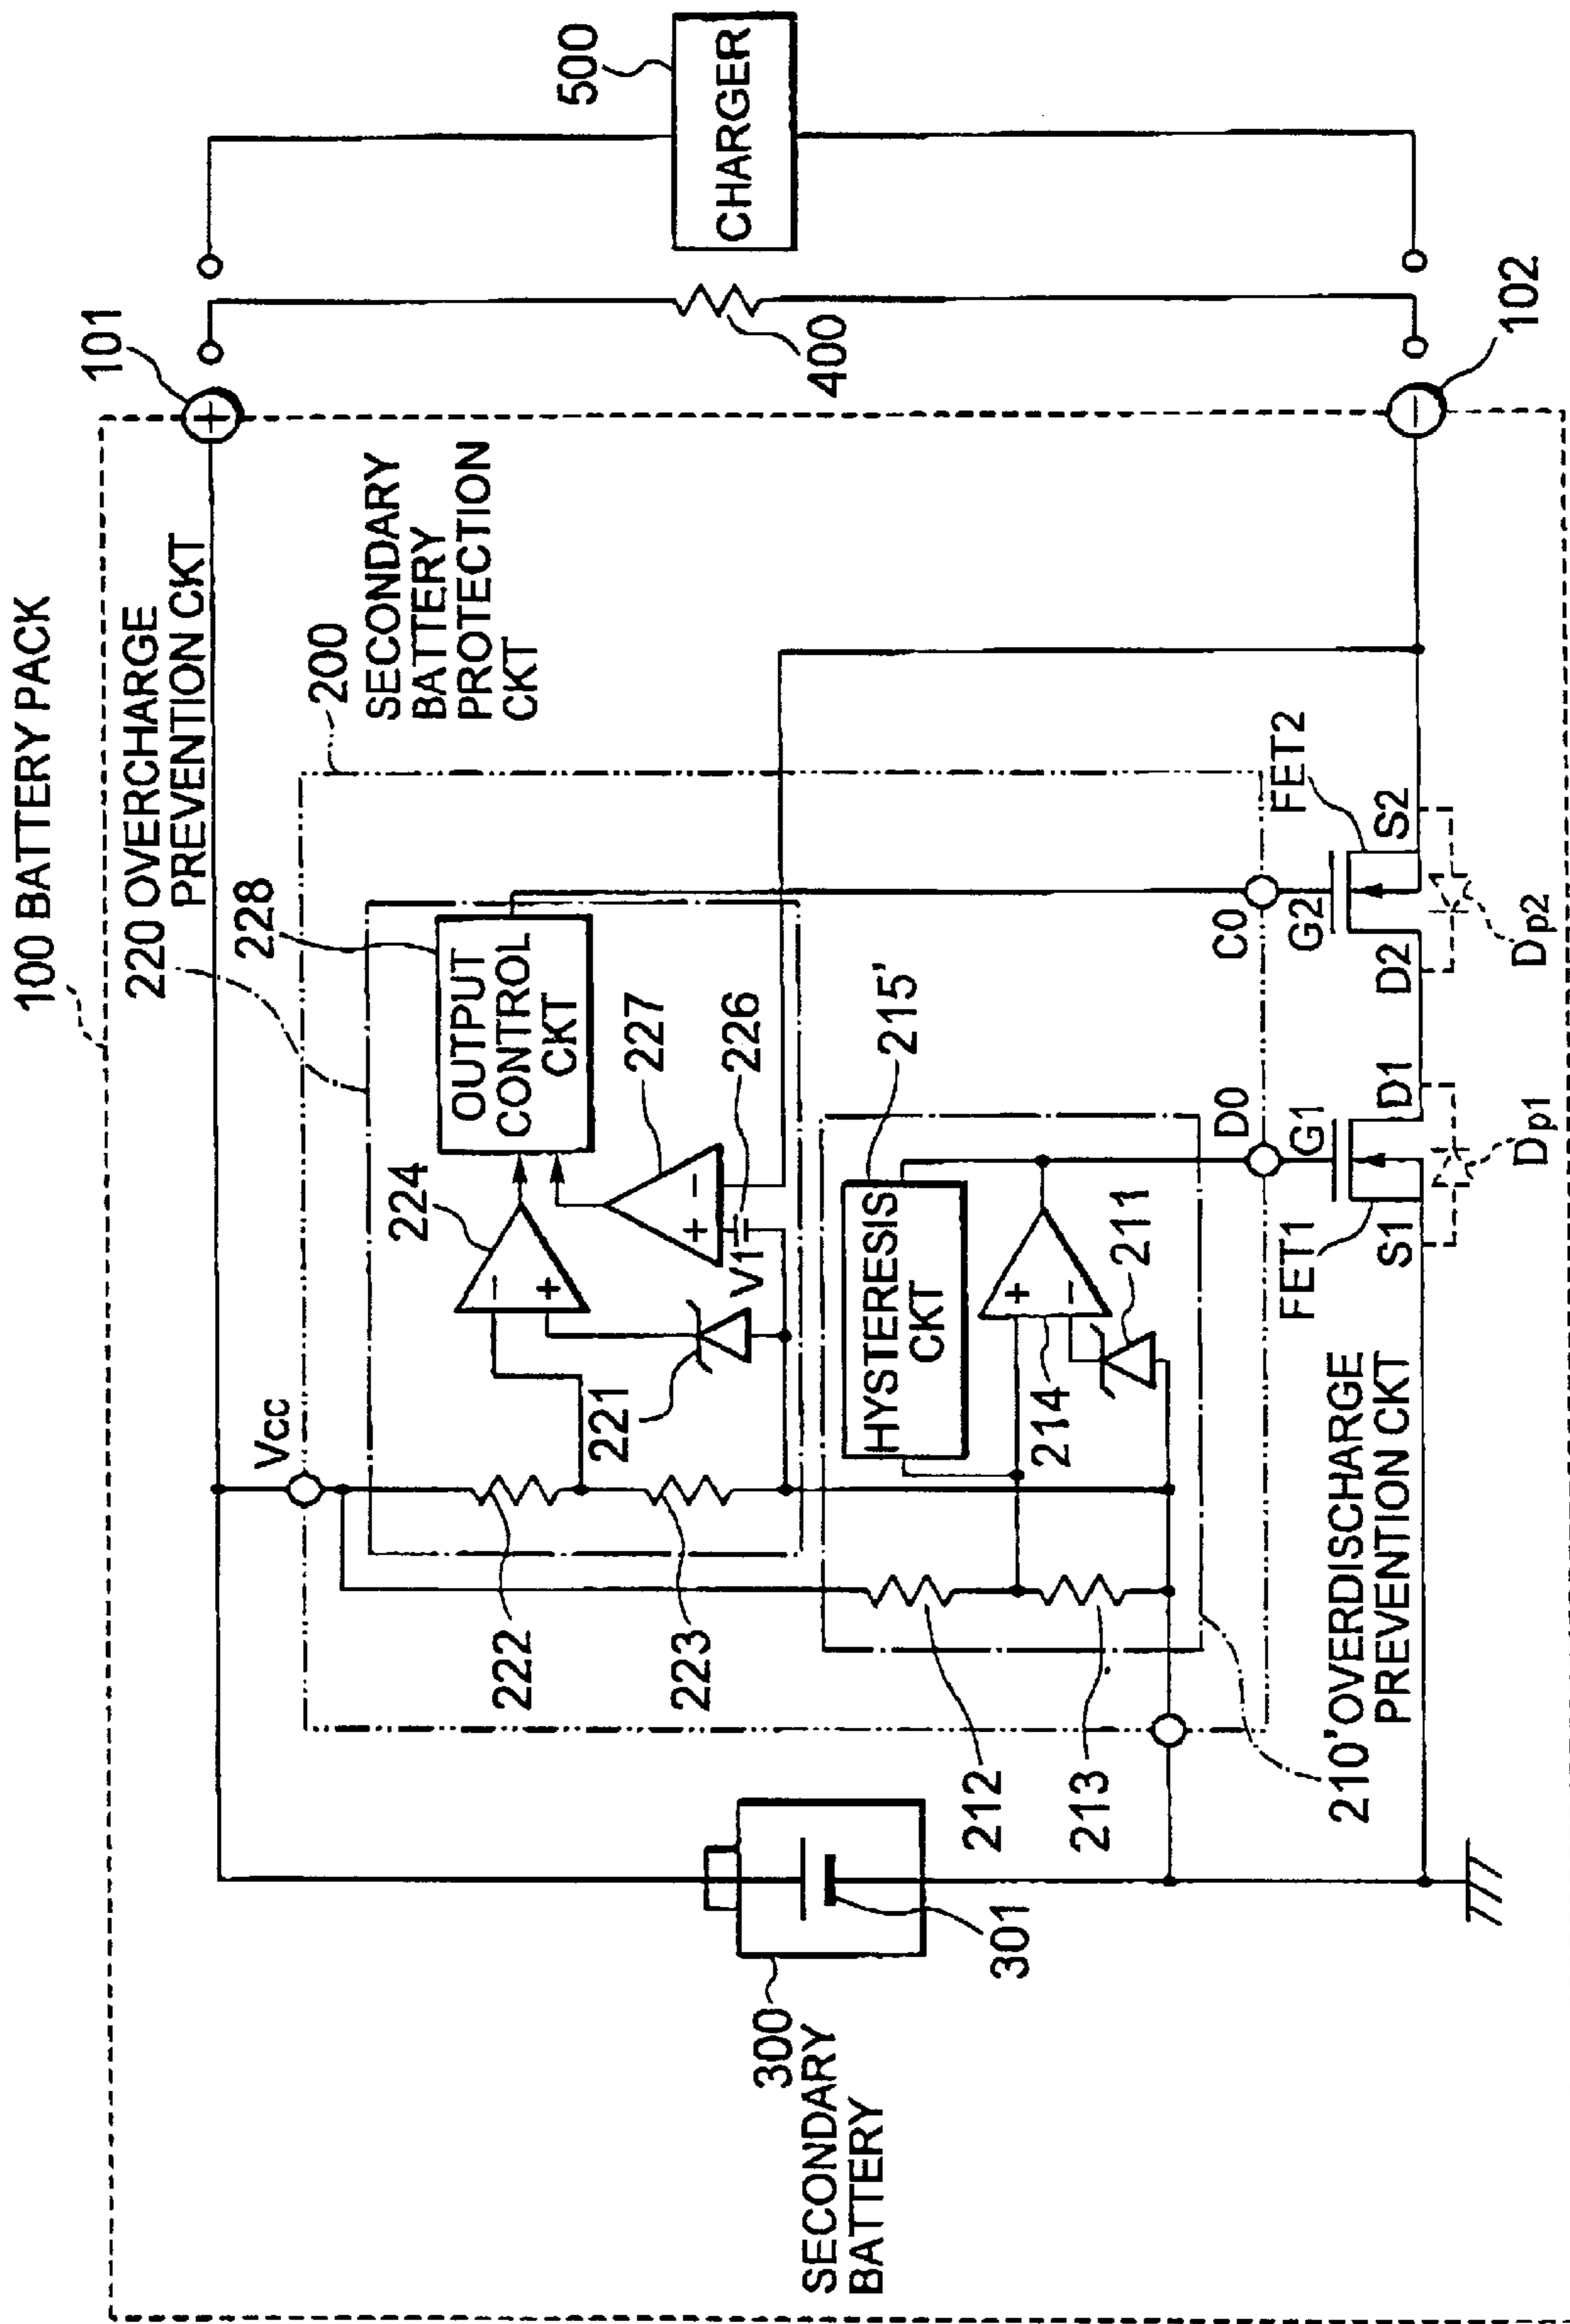 100 BATTERY PACK
101
220 OVERCHARGE
PREVENTION CKT
200
SECONDARY
BATTERY
PROTECTION
CKT
500
CHARGER
400
102
Vcc
228
OUTPUT
CONTROL
CKT
224
−
+
227
+
−
V1
226
221
222
223
215'
HYSTERESIS
CKT
+
−
214
211
212
213
D0
C0
G1
G2
FET1
FET2
S1
D1
D2
S2
Dp1
Dp2
210' OVERDISCHARGE
PREVENTION CKT
300
SECONDARY
BATTERY
301
+
−